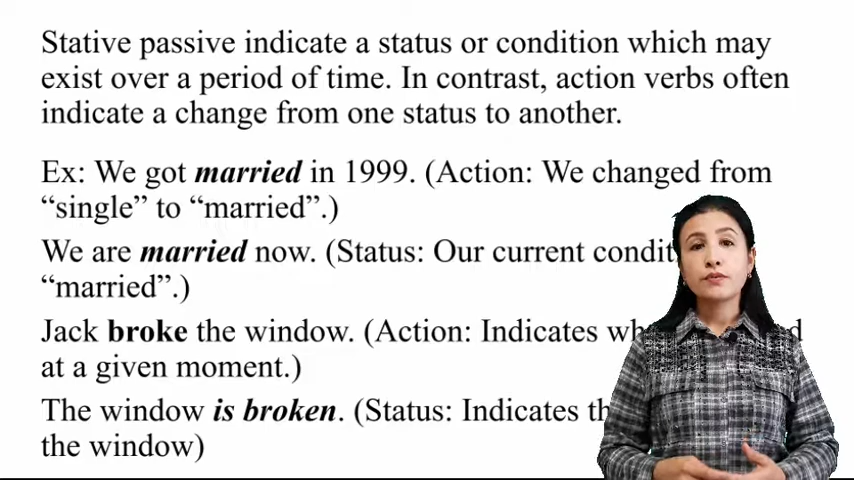 Stative passive indicate a status or condition which may
exist over a period of time. In contrast, action verbs often
indicate a change from one status to another.
Ex: We got married in 1999. (Action: We changed from
“single” to “married”.)
We are married now. (Status: Our current
“married”.)
Jack broke the window. (Action: Indicates
at a given moment.)
The window is broken. (Status: Indicates
the window)